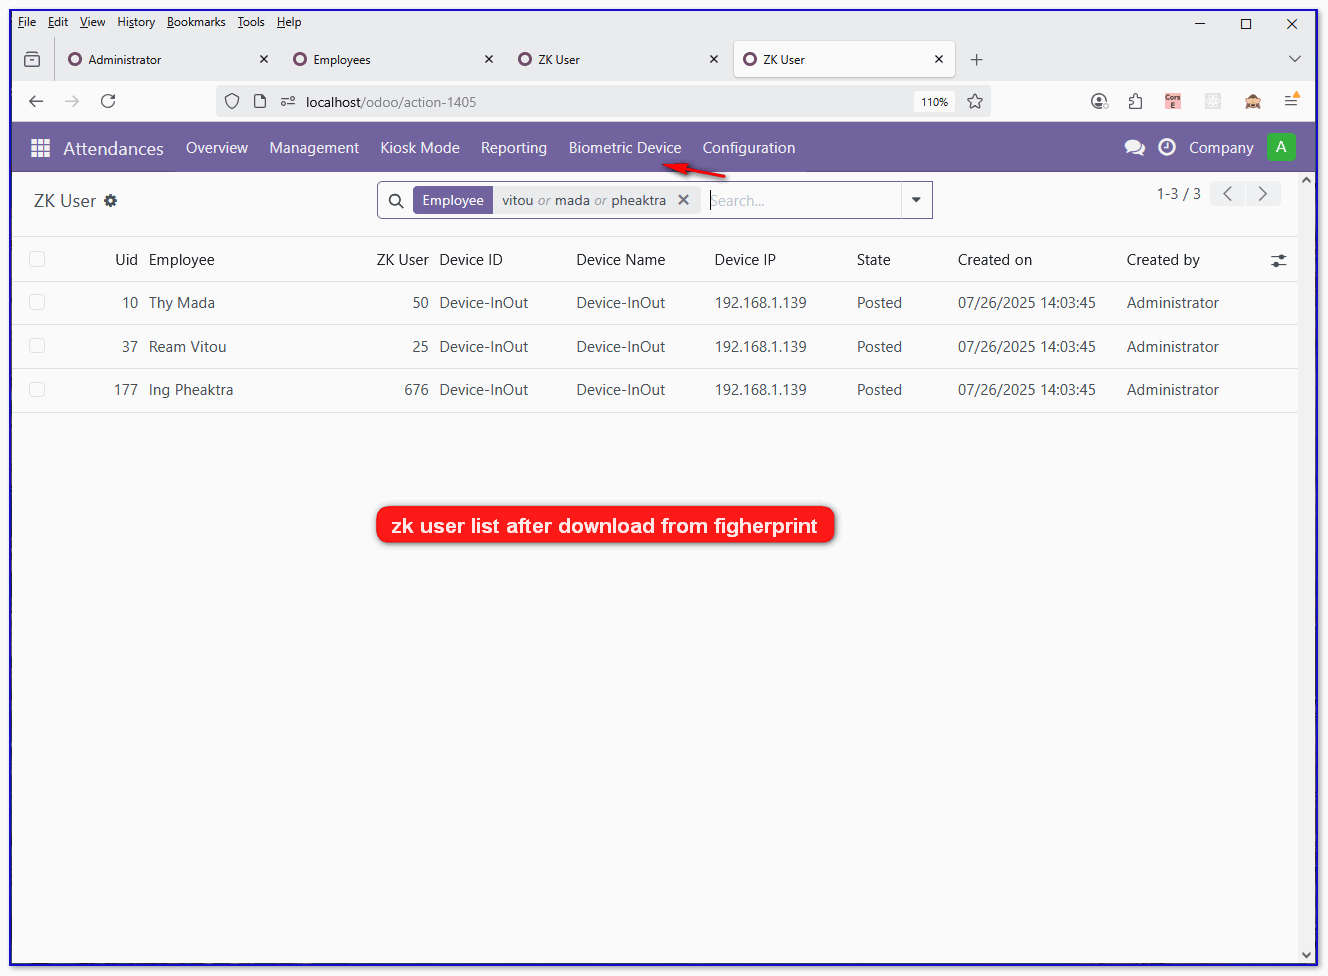 File Edit View History Bookmarks Tools Help
Administrator Employees ZK User ZK User
localhost/odoo/action-1405 110% Cors E
Attendances Overview Management Kiosk Mode Reporting Biometric Device Configuration Company A
ZK User Employee vitou or mada or pheaktra Search... 1-3 / 3
Uid Employee ZK User Device ID Device Name Device IP State Created on Created by
10 Thy Mada 50 Device-InOut Device-InOut 192.168.1.139 Posted 07/26/2025 14:03:45 Administrator
37 Ream Vitou 25 Device-InOut Device-InOut 192.168.1.139 Posted 07/26/2025 14:03:45 Administrator
177 Ing Pheaktra 676 Device-InOut Device-InOut 192.168.1.139 Posted 07/26/2025 14:03:45 Administrator
zk user list after download from figherprint